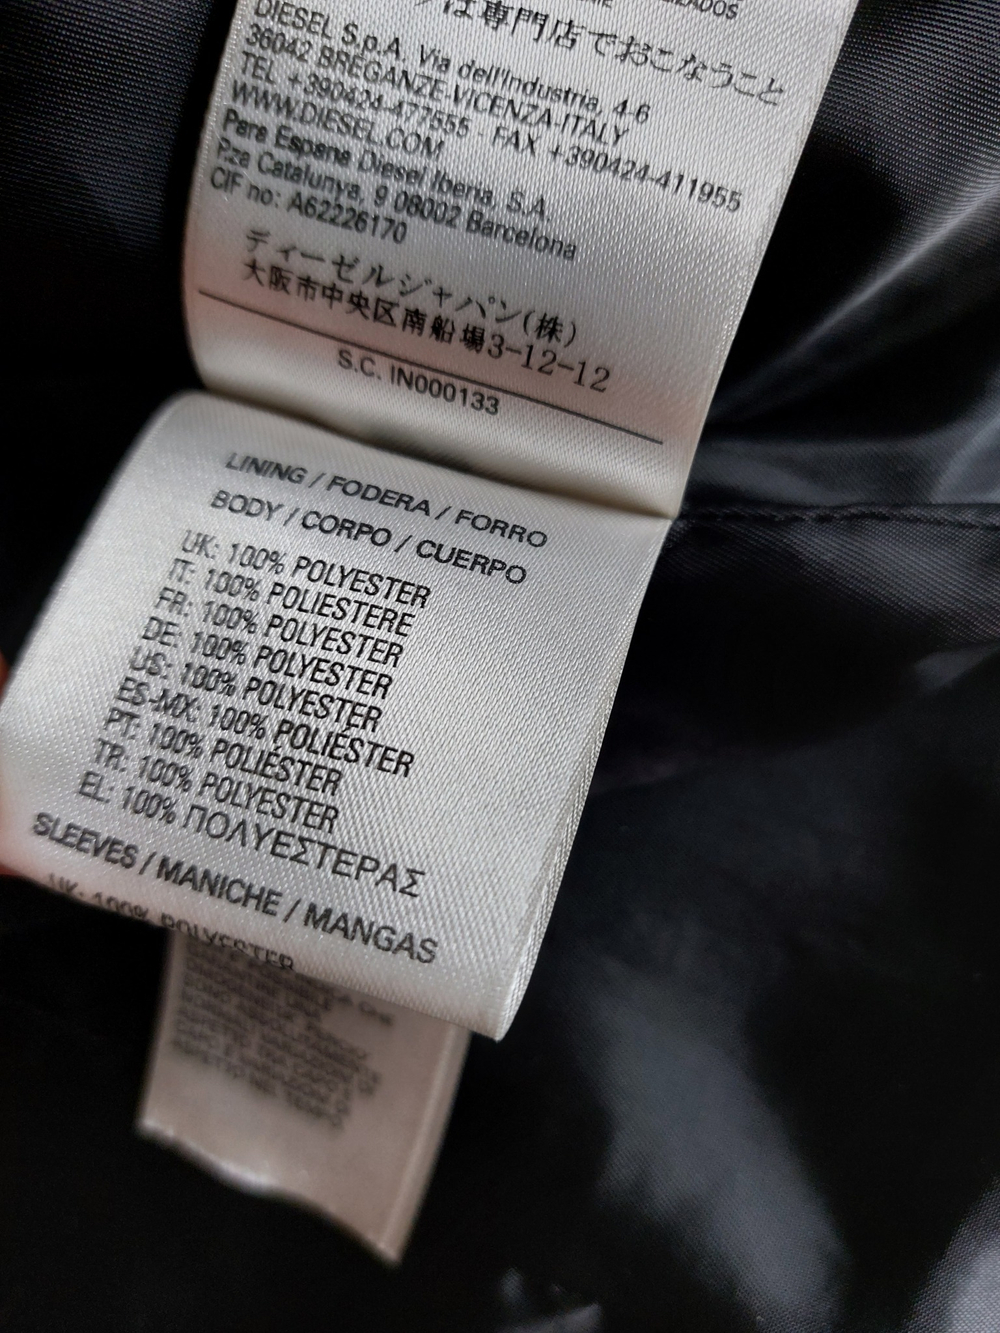 は専門店でおこなうこと
DIESEL S.p.A. Via dell'Industria, 4-6
36042 BREGANZE-VICENZA-ITALY
TEL +390424-477555 - FAX +390424-411955
WWW.DIESEL.COM
Para Espana Diesel Iberia, S.A.
P.za Catalunya, 9 08002 Barcelona
CIF no: A62226170
ディーゼルジャパン(株)
大阪市中央区南船場3-12-12
S.C. IN000133
LINING / FODERA / FORRO
BODY / CORPO / CUERPO
UK: 100% POLYESTER
IT: 100% POLIESTERE
FR: 100% POLYESTER
DE: 100% POLYESTER
US: 100% POLYESTER
ES-MX: 100% POLIÉSTER
PT: 100% POLIÉSTER
TR: 100% POLYESTER
EL: 100% ΠΟΛΥΕΣΤΕΡΑΣ
SLEEVES / MANICHE / MANGAS
UK: 100% POLYESTER